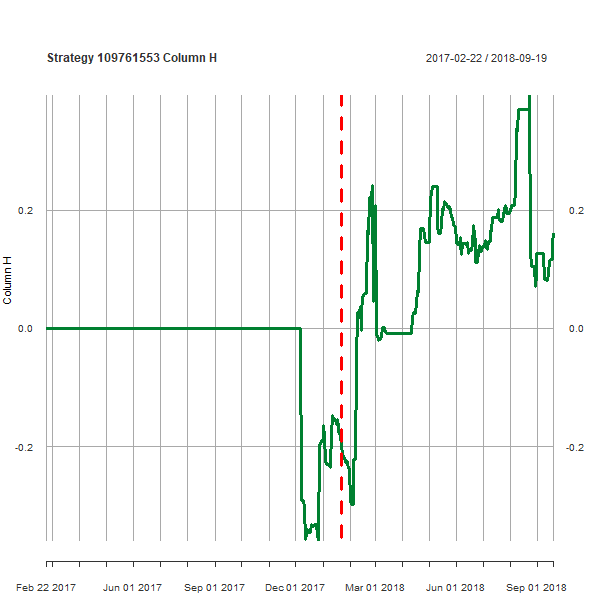 Strategy 109761553 Column H
2017-02-22 / 2018-09-19
Column H
0.2
0.2
0.0
0.0
-0.2
-0.2
Feb 22 2017
Jun 01 2017
Sep 01 2017
Dec 01 2017
Mar 01 2018
Jun 01 2018
Sep 01 2018